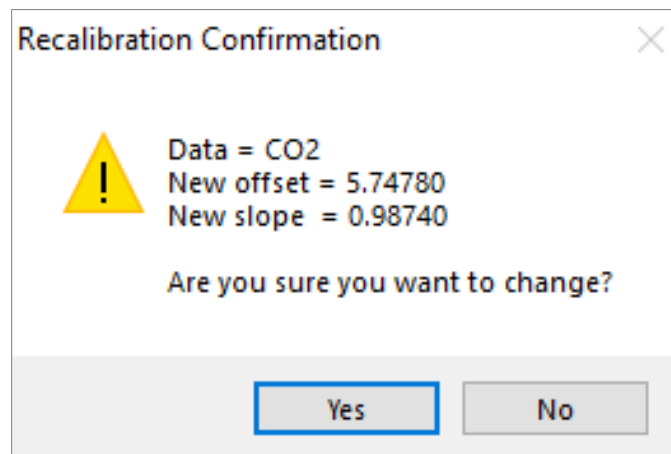 Recalibration Confirmation
Data = CO2
New offset = 5.74780
New slope  = 0.98740
Are you sure you want to change?
Yes
No